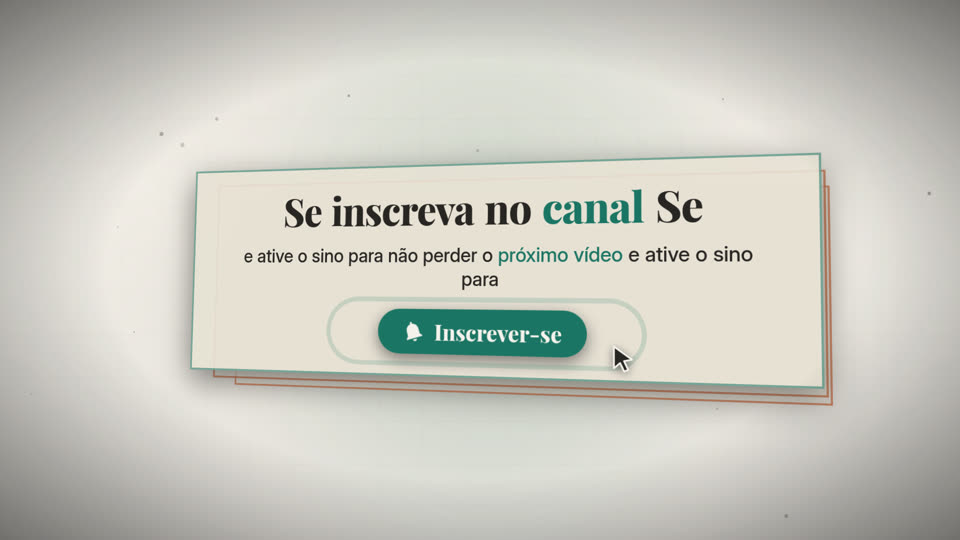 Se inscreva no canal Se
e ative o sino para não perder o próximo vídeo e ative o sino
para
Inscrever-se